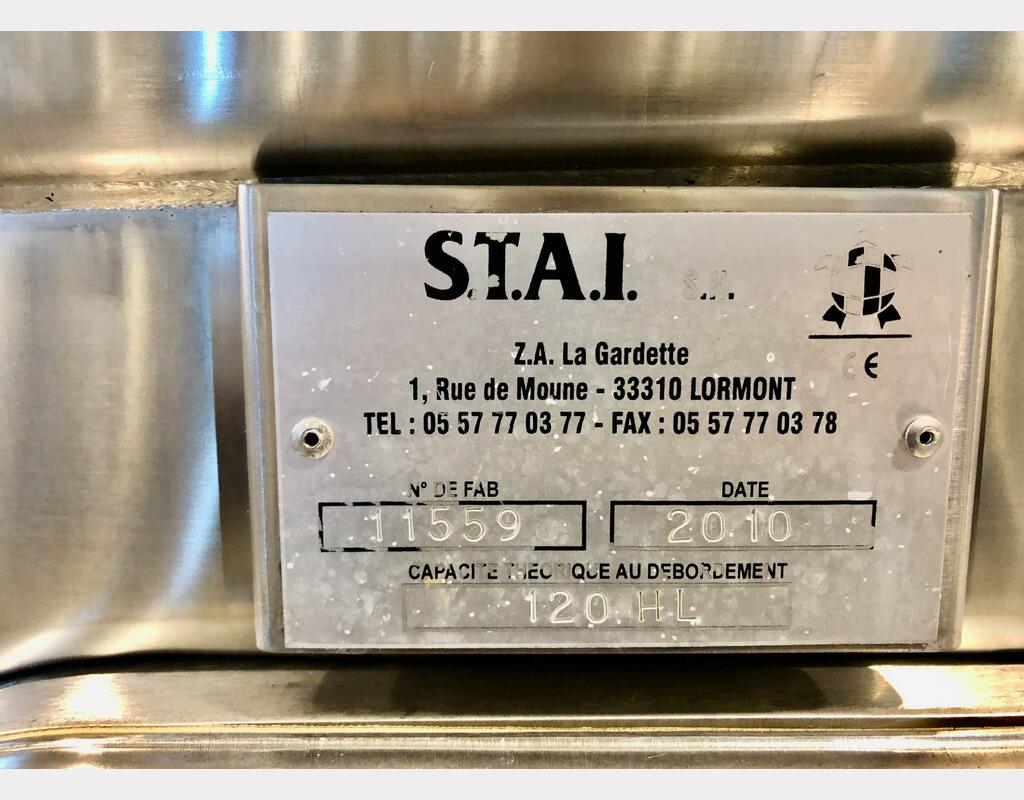 S.T.A.I.
CE
Z.A. La Gardette
1, Rue de Moune - 33310 LORMONT
TEL : 05 57 77 03 77 - FAX : 05 57 77 03 78
N° DE FAB DATE
11559 2010
CAPACITE THEORIQUE AU DEBORDEMENT
120 HL